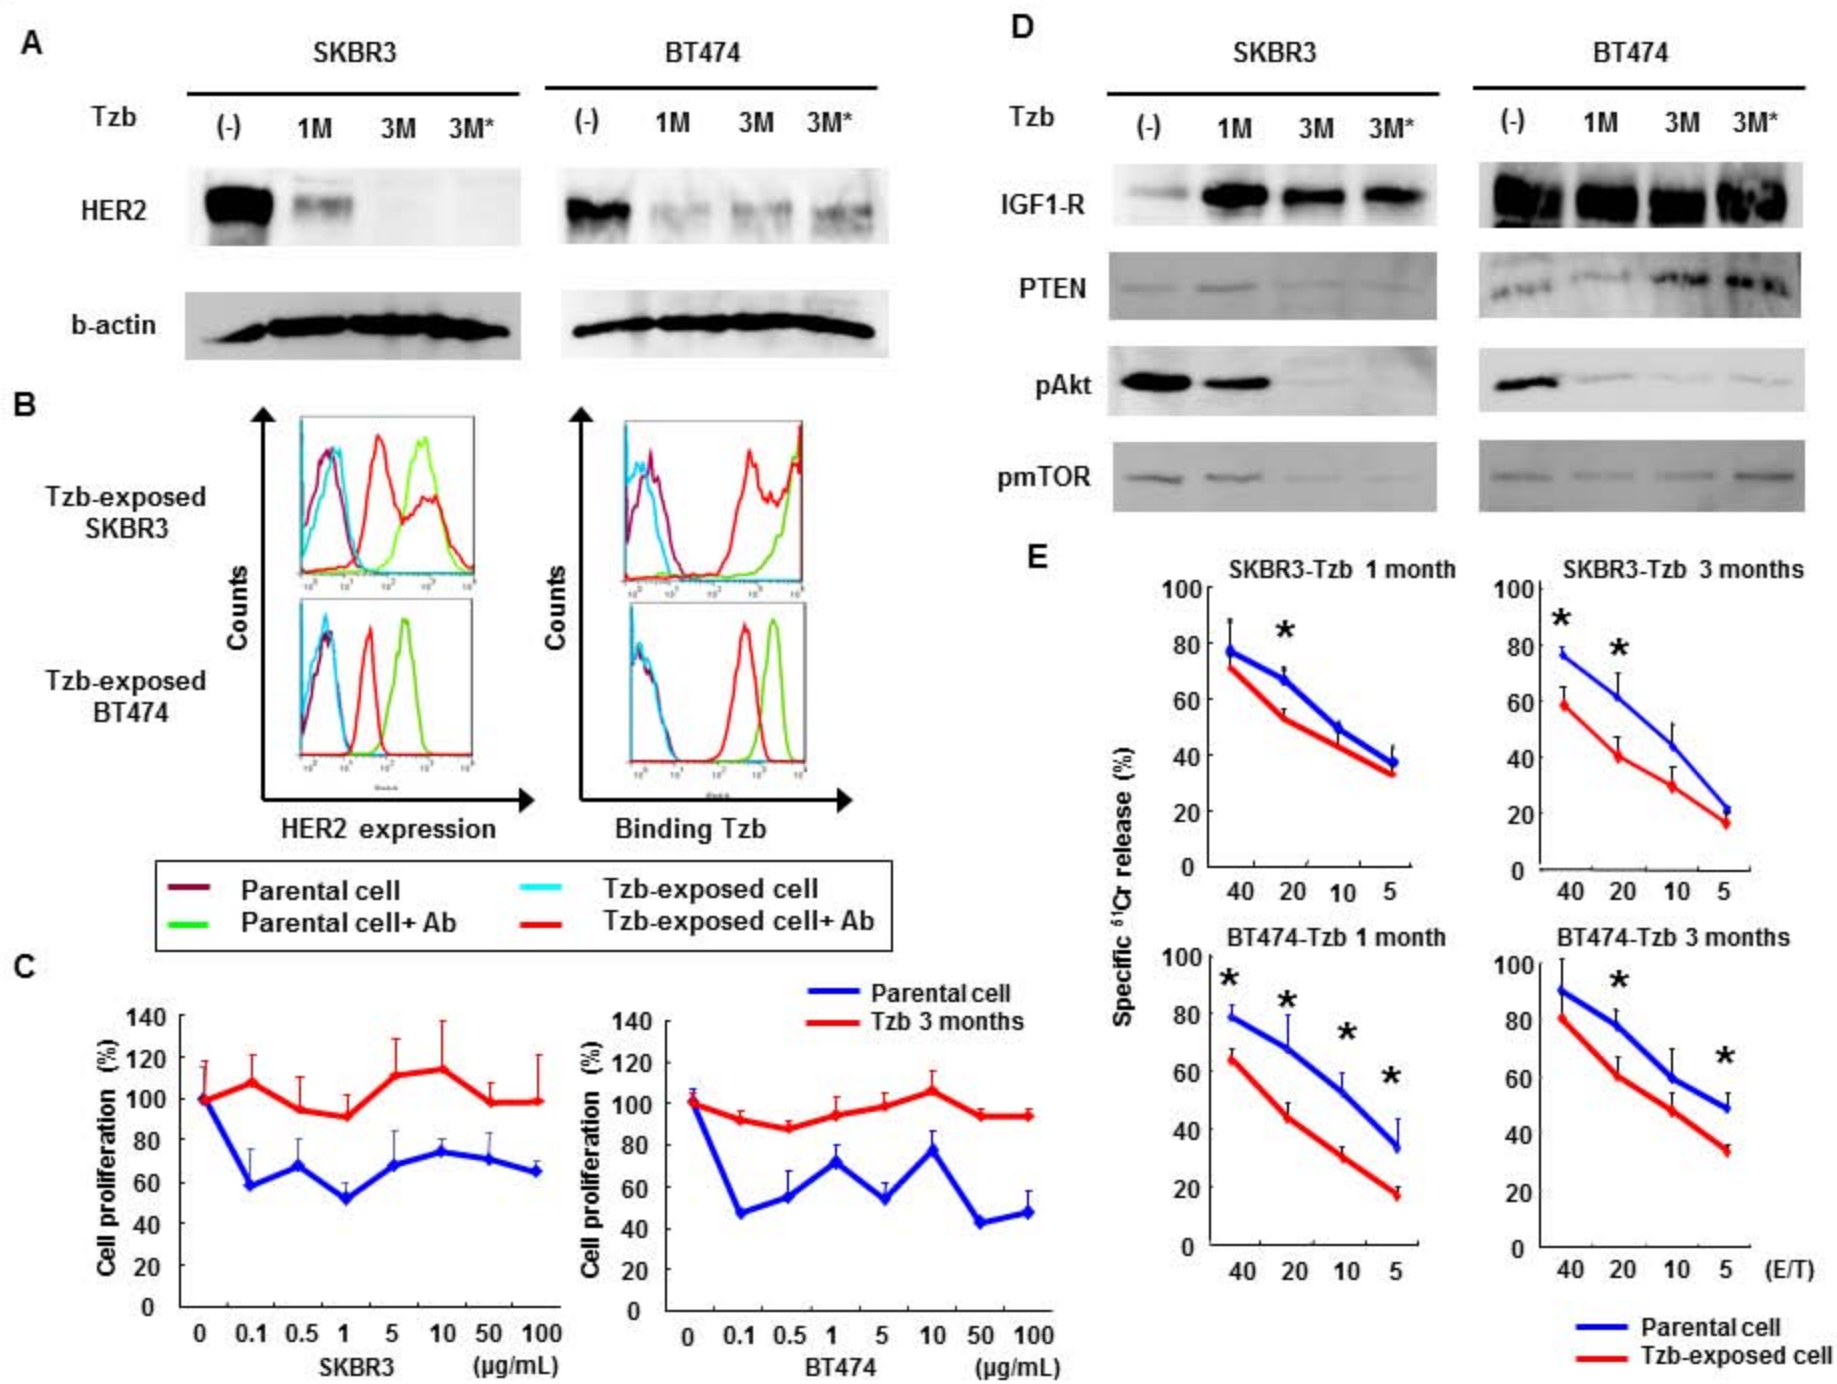 A
SKBR3
BT474
Tzb
(-)
1M
3M
3M*
(-)
1M
3M
3M*
HER2
b-actin
B
Tzb-exposed
SKBR3
Tzb-exposed
BT474
Counts
Counts
HER2 expression
Binding Tzb
Parental cell
Tzb-exposed cell
Parental cell+ Ab
Tzb-exposed cell+ Ab
C
Parental cell
Tzb 3 months
Cell proliferation (%)
140
120
100
80
60
40
20
0
0 0.1 0.5 1 5 10 50 100
SKBR3 (µg/mL)
Cell proliferation (%)
140
120
100
80
60
40
20
0
0 0.1 0.5 1 5 10 50 100
BT474 (µg/mL)
D
SKBR3
BT474
Tzb
(-)
1M
3M
3M*
(-)
1M
3M
3M*
IGF1-R
PTEN
pAkt
pmTOR
E
Specific ⁵¹Cr release (%)
SKBR3-Tzb 1 month
100
80
60
40
20
0
40 20 10 5
* 
SKBR3-Tzb 3 months
100
80
60
40
20
0
40 20 10 5
* *
BT474-Tzb 1 month
100
80
60
40
20
0
40 20 10 5
* * * *
BT474-Tzb 3 months
100
80
60
40
20
0
40 20 10 5 (E/T)
* *
Parental cell
Tzb-exposed cell